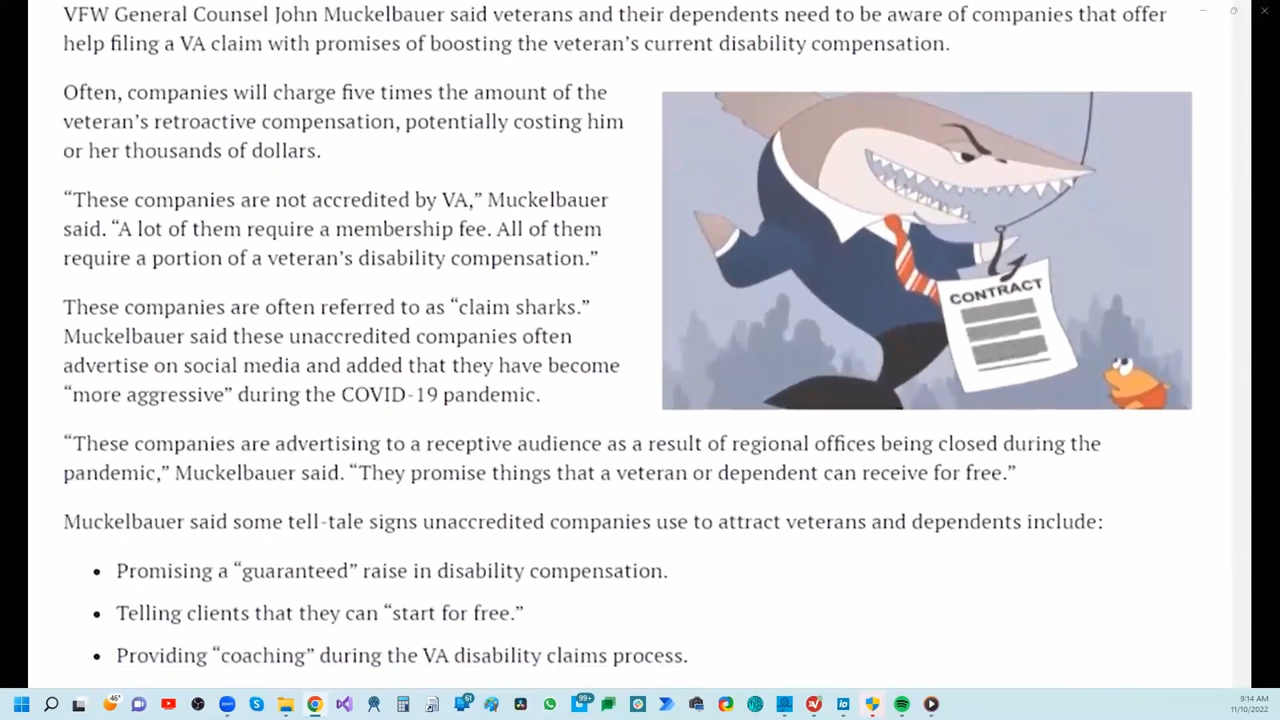 VFW General Counsel John Muckelbauer said veterans and their dependents need to be aware of companies that offer
help filing a VA claim with promises of boosting the veteran’s current disability compensation.
Often, companies will charge five times the amount of the
veteran’s retroactive compensation, potentially costing him
or her thousands of dollars.
“These companies are not accredited by VA,” Muckelbauer
said. “A lot of them require a membership fee. All of them
require a portion of a veteran’s disability compensation.”
These companies are often referred to as “claim sharks.”
Muckelbauer said these unaccredited companies often
advertise on social media and added that they have become
“more aggressive” during the COVID-19 pandemic.
CONTRACT
“These companies are advertising to a receptive audience as a result of regional offices being closed during the
pandemic,” Muckelbauer said. “They promise things that a veteran or dependent can receive for free.”
Muckelbauer said some tell-tale signs unaccredited companies use to attract veterans and dependents include:
• Promising a “guaranteed” raise in disability compensation.
• Telling clients that they can “start for free.”
• Providing “coaching” during the VA disability claims process.
46°
61
99+
9:14 AM
11/10/2022